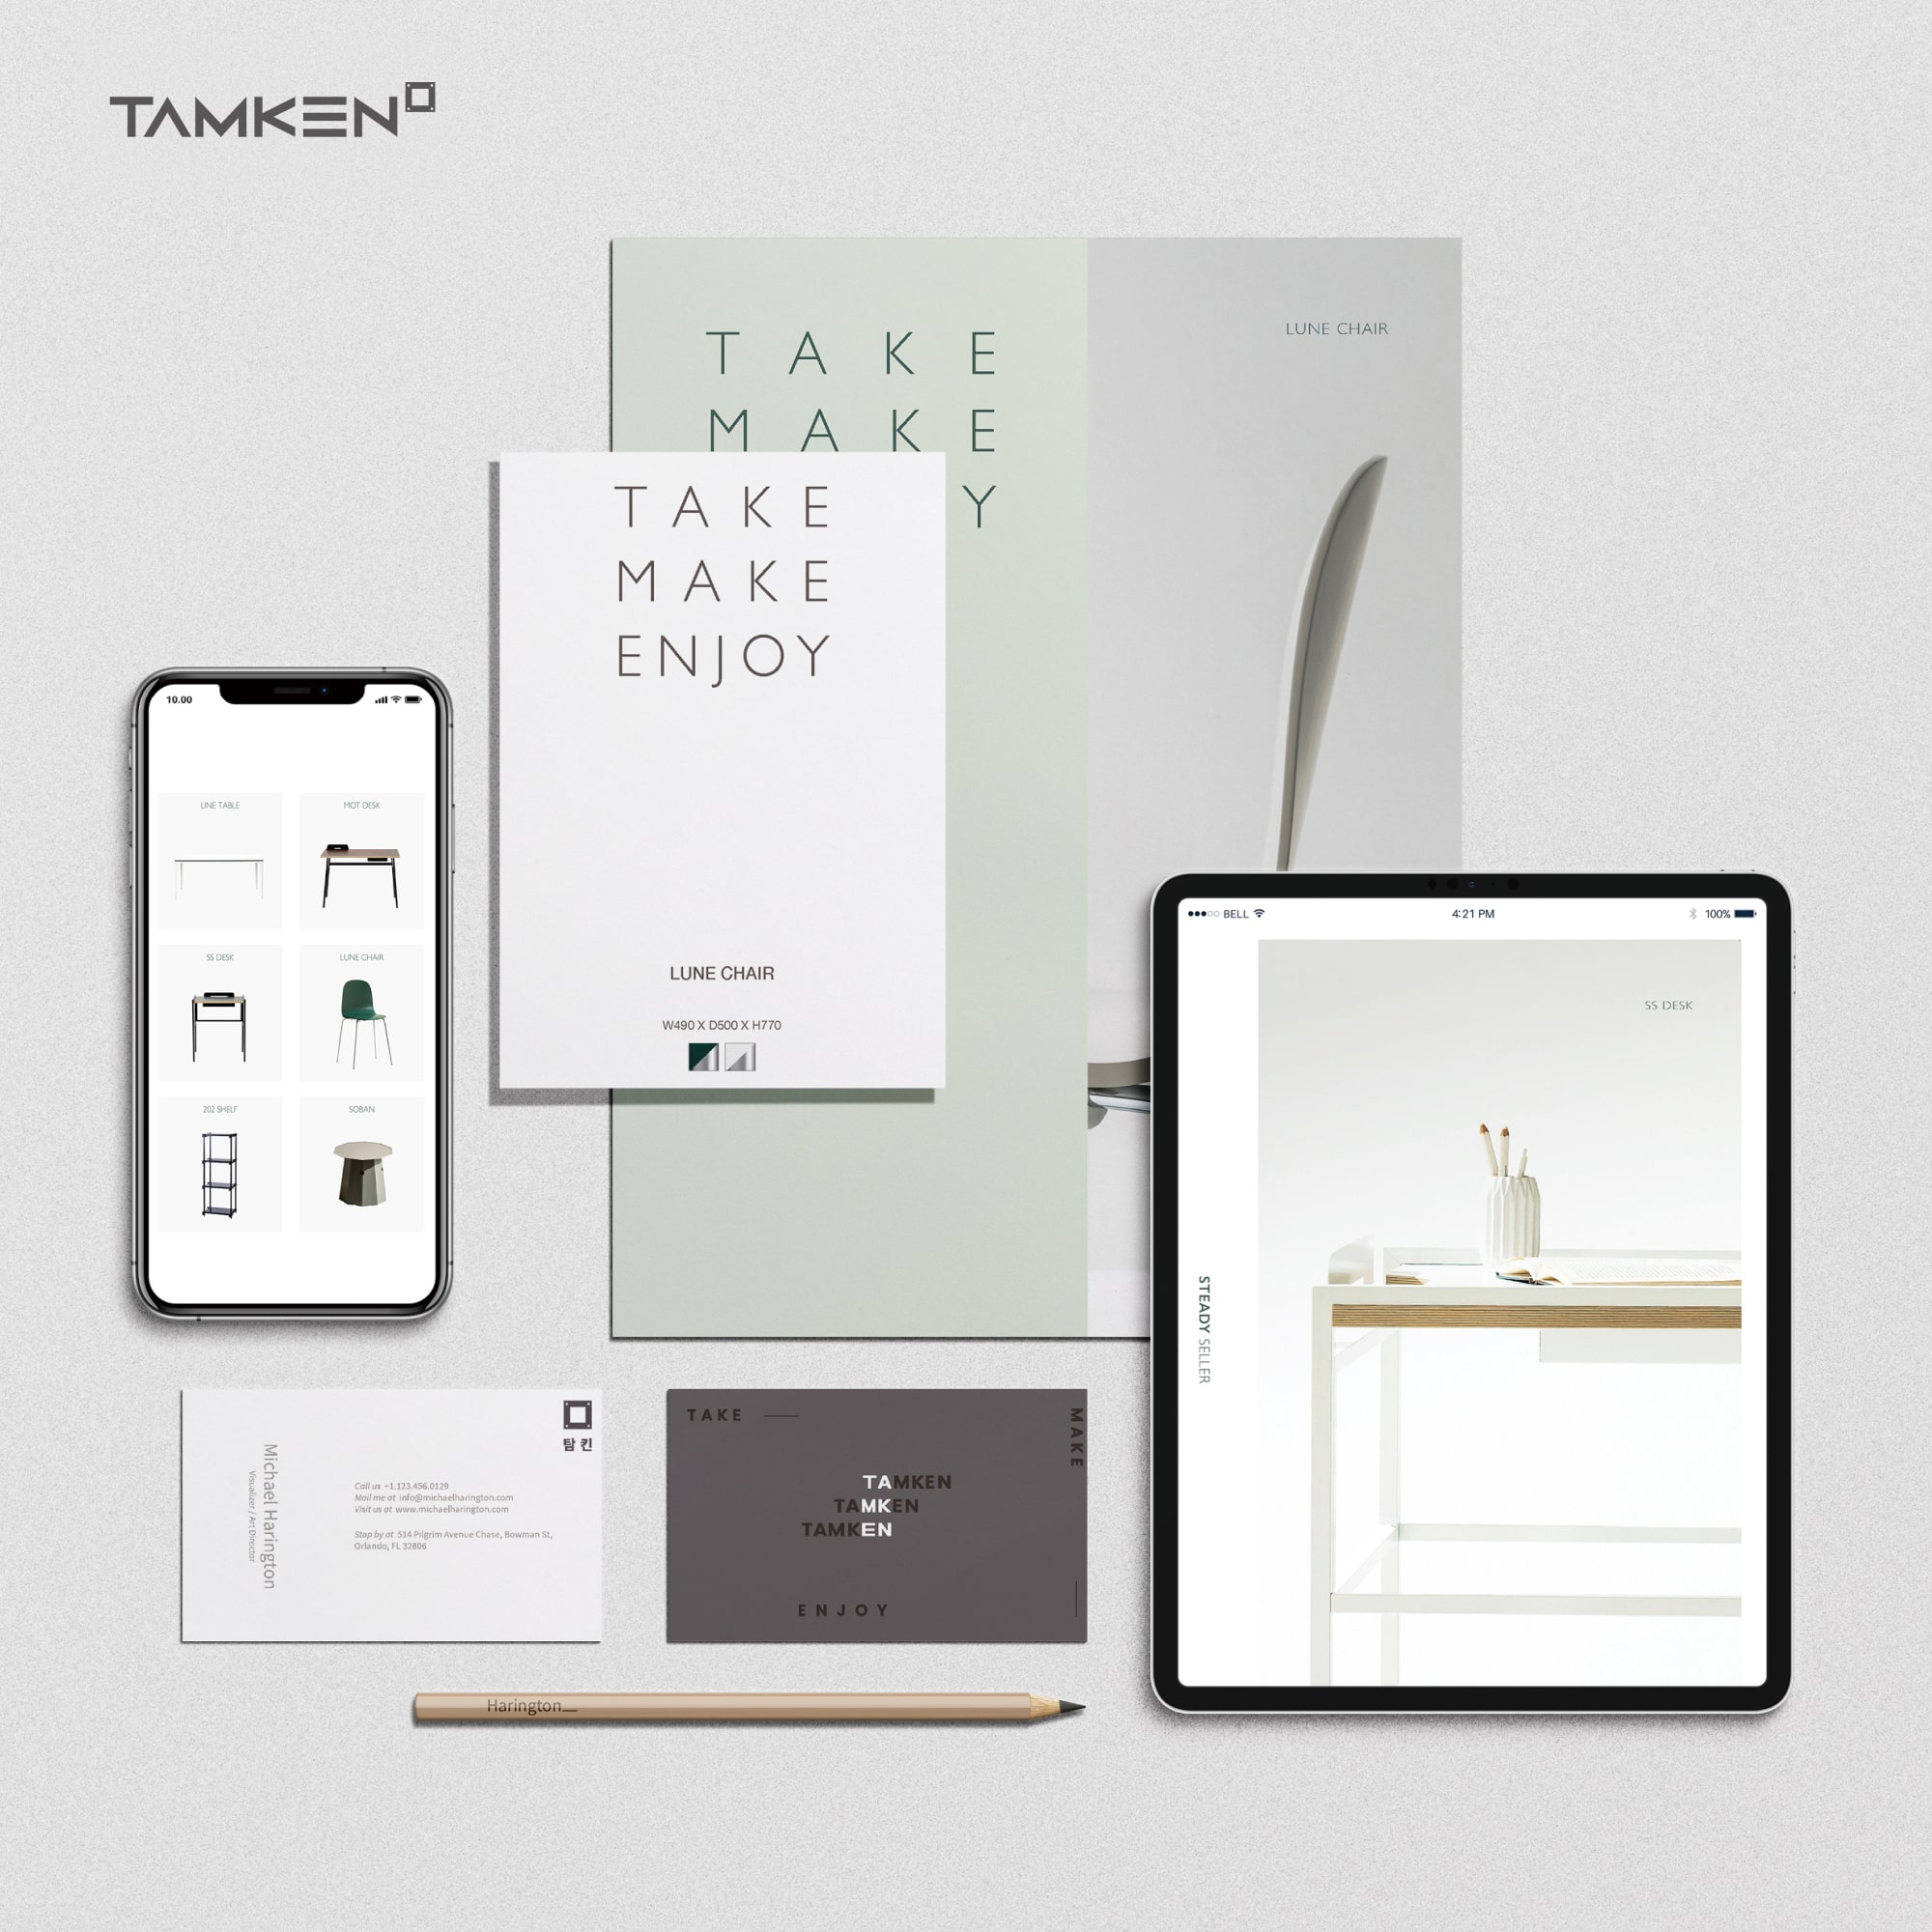 TAMKEN
TAKE
MAKE
Y
LUNE CHAIR
TAKE
MAKE
ENJOY
LUNE CHAIR
W490 X D500 X H770
10.00
LINE TABLE
MOT DESK
SS DESK
LUNE CHAIR
202 SHELF
SOBAN
BELL
4:21 PM
100%
SS DESK
STEADY SELLER
탐킨
Michael Harington
Visualizer / Art Director
Call us +1.123.456.0129
Mail me at info@michaelharington.com
Visit us at www.michaelharington.com
Stop by at 514 Pilgrim Avenue Chase, Bowman St,
Orlando, FL 32806
TAKE
MAKE
TAMKEN
TAMKEN
TAMKEN
ENJOY
Harington_